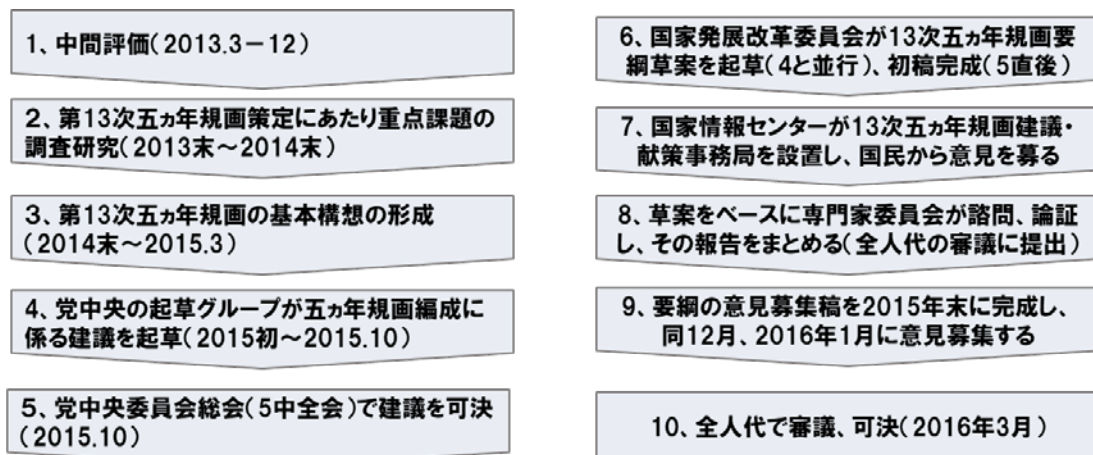 1、中間評価(2013.3－12)
2、第13次五ヵ年規画策定にあたり重点課題の
調査研究(2013末～2014末)
3、第13次五ヵ年規画の基本構想の形成
(2014末～2015.3)
4、党中央の起草グループが五ヵ年規画編成に
係る建議を起草(2015初～2015.10)
5、党中央委員会総会(5中全会)で建議を可決
(2015.10)
6、国家発展改革委員会が13次五ヵ年規画要
綱草案を起草(4と並行)、初稿完成(5直後)
7、国家情報センターが13次五ヵ年規画建議・
献策事務局を設置し、国民から意見を募る
8、草案をベースに専門家委員会が諮問、論証
し、その報告をまとめる(全人代の審議に提出)
9、要綱の意見募集稿を2015年末に完成し、
同12月、2016年1月に意見募集する
10、全人代で審議、可決(2016年3月)